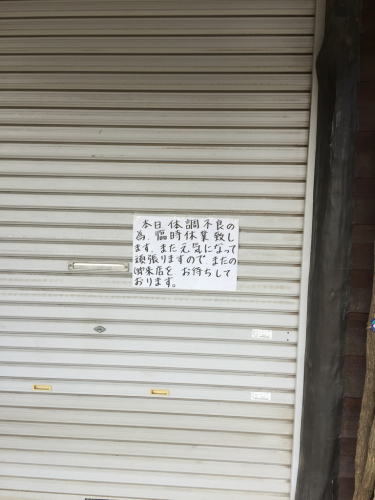 本日 体調不良の
為、臨時休業致し
ます。また元気になって
頑張りますので またの
御来店を お待ちして
おります。